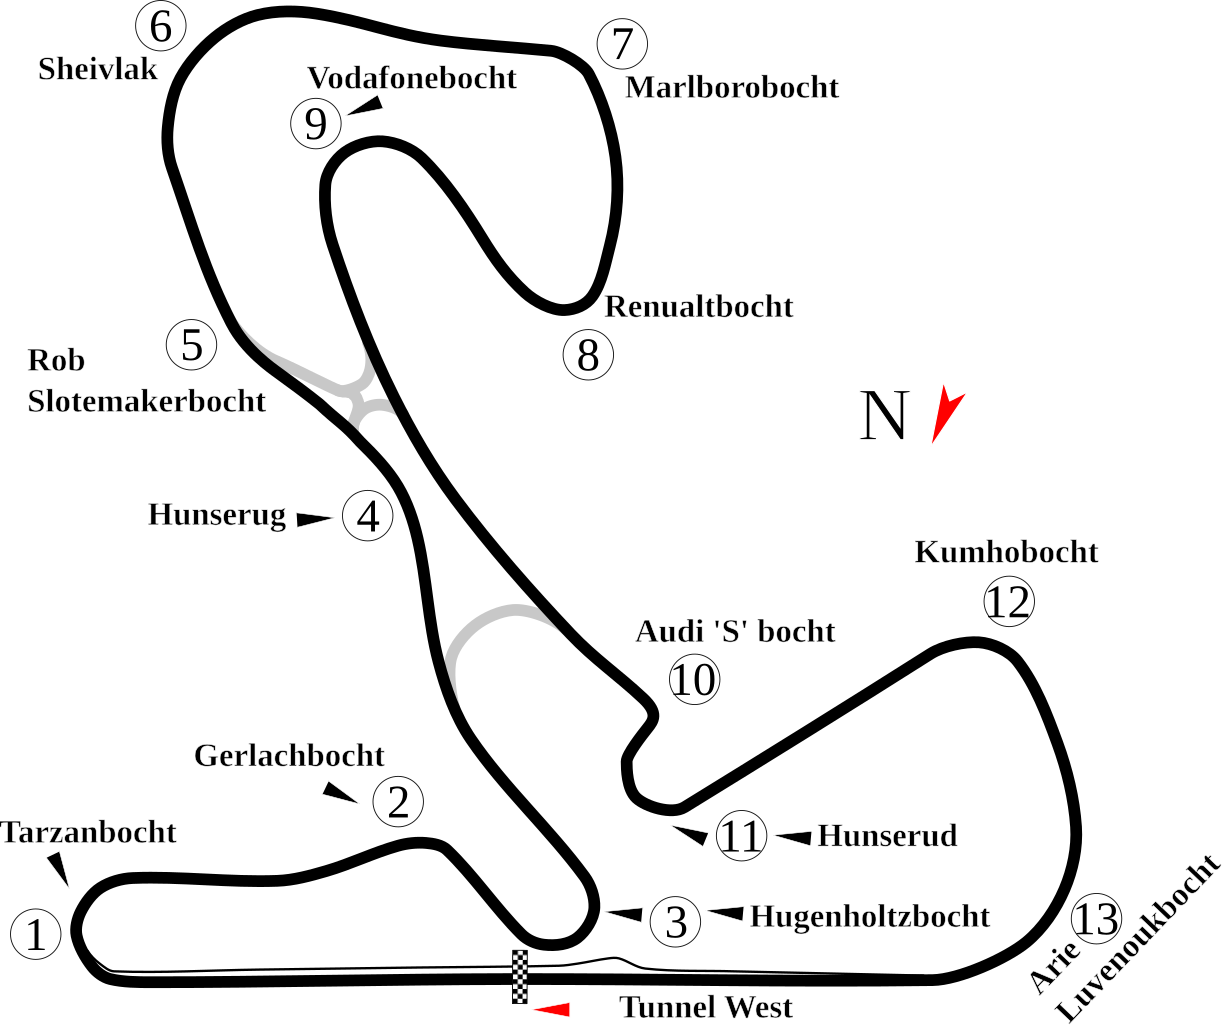 6
Sheivlak
7
Marlborobocht
Vodafonebocht
9
5
Rob
Slotemakerbocht
Renualtbocht
8
N
Hunserug
4
Kumhobocht
12
Audi 'S' bocht
10
Gerlachbocht
2
Tarzanbocht
1
11
Hunserud
3
Hugenholtzbocht
13
Arie
Luvenoukbocht
Tunnel West